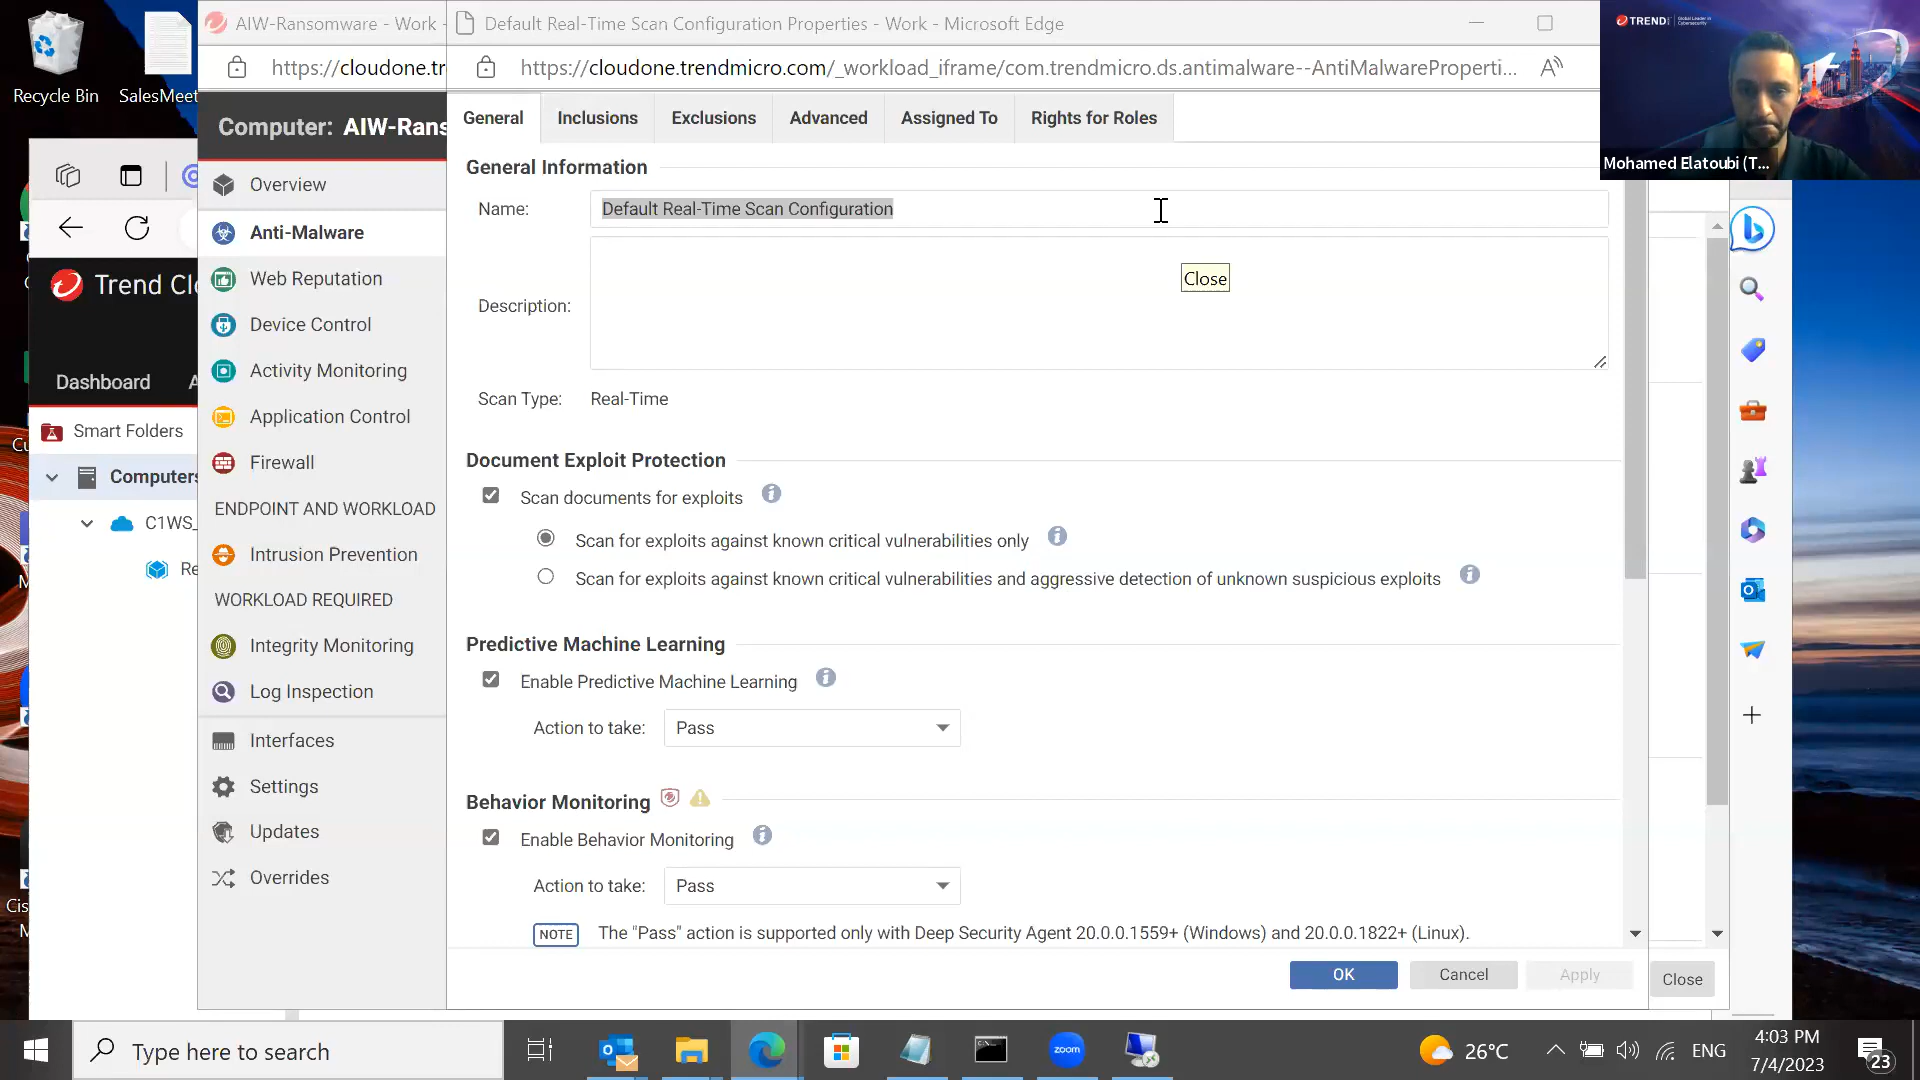 Recycle Bin
SalesMeet
AIW-Ransomware - Work -
https://cloudone.tr
Default Real-Time Scan Configuration Properties - Work - Microsoft Edge
https://cloudone.trendmicro.com/_workload_iframe/com.trendmicro.ds.antimalware--AntiMalwareProperti...
TREND
Mohamed Elatoubi (T...
Computer: AIW-Rans
Overview
Anti-Malware
Web Reputation
Device Control
Activity Monitoring
Application Control
Firewall
ENDPOINT AND WORKLOAD
Intrusion Prevention
WORKLOAD REQUIRED
Integrity Monitoring
Log Inspection
Interfaces
Settings
Updates
Overrides
Trend Clo
Dashboard A
Smart Folders
Computers
C1WS_
Re
General
Inclusions
Exclusions
Advanced
Assigned To
Rights for Roles
General Information
Name: Default Real-Time Scan Configuration
Description:
Close
Scan Type: Real-Time
Document Exploit Protection
Scan documents for exploits
Scan for exploits against known critical vulnerabilities only
Scan for exploits against known critical vulnerabilities and aggressive detection of unknown suspicious exploits
Predictive Machine Learning
Enable Predictive Machine Learning
Action to take: Pass
Behavior Monitoring
Enable Behavior Monitoring
Action to take: Pass
NOTE The "Pass" action is supported only with Deep Security Agent 20.0.0.1559+ (Windows) and 20.0.0.1822+ (Linux).
OK
Cancel
Apply
Close
Cu
Cis
M
Type here to search
zoom
26°C
ENG
4:03 PM
7/4/2023
23